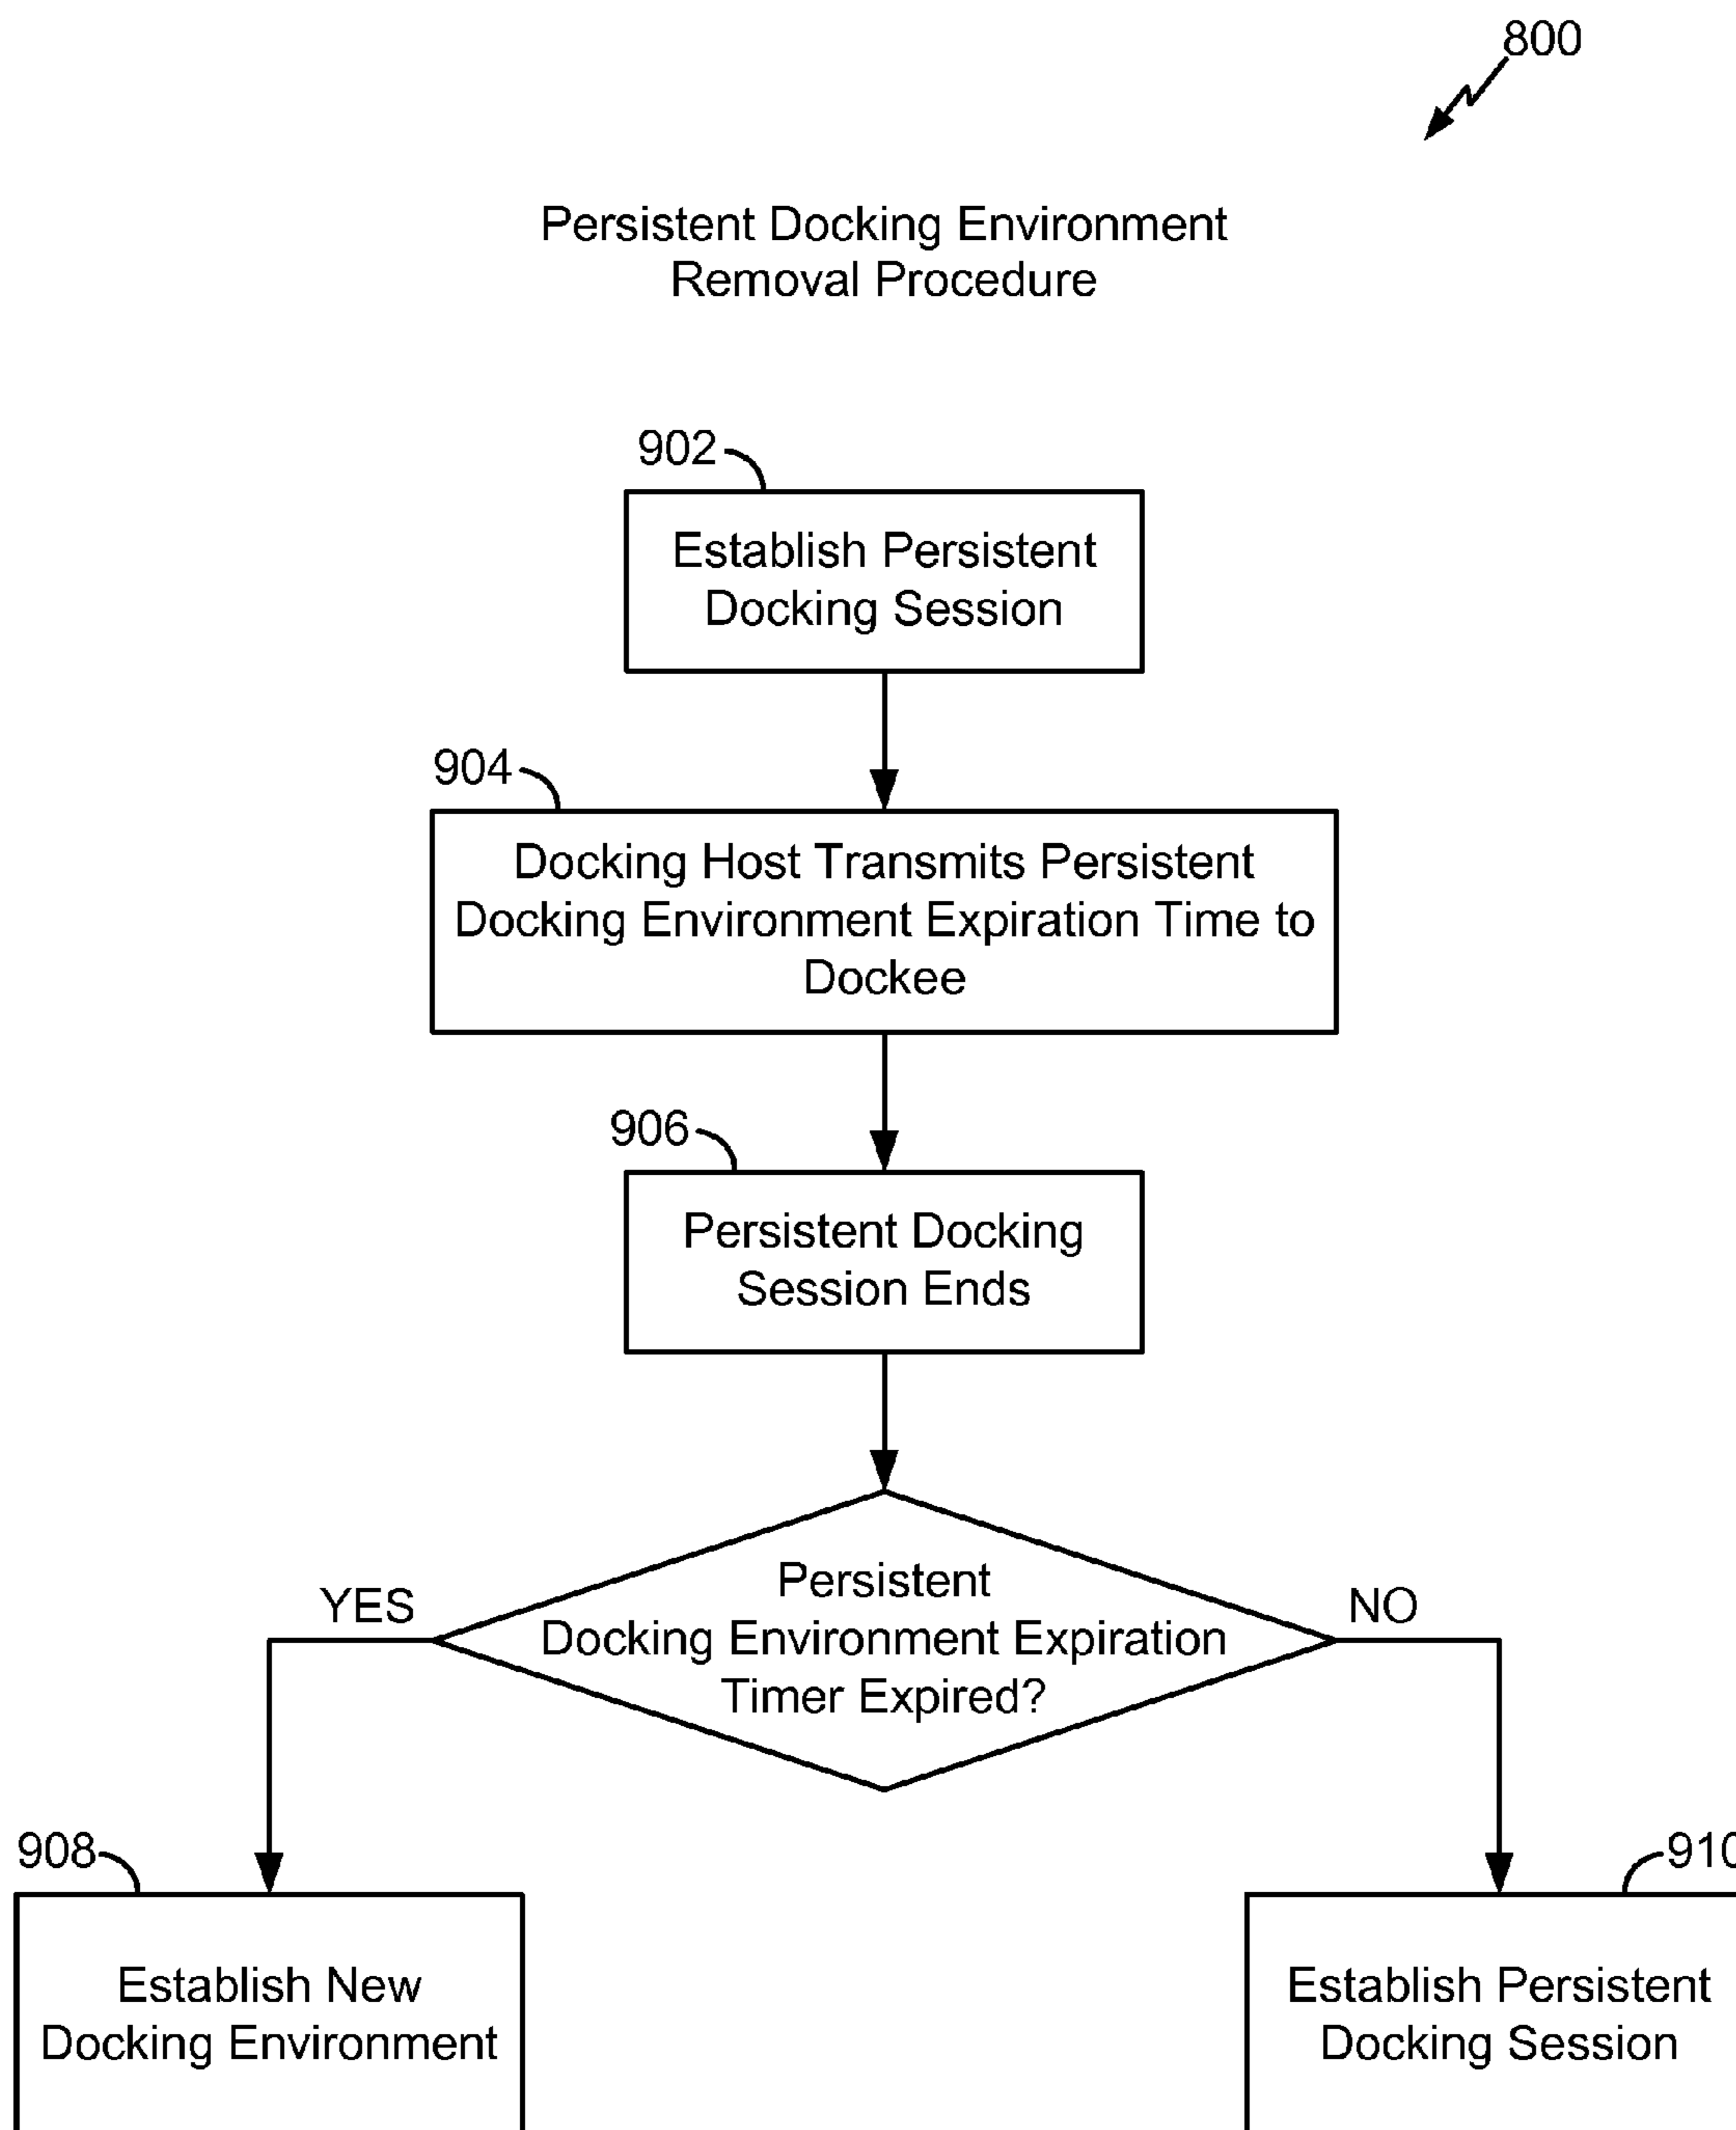 800
Persistent Docking Environment
Removal Procedure
902
Establish Persistent
Docking Session
904
Docking Host Transmits Persistent
Docking Environment Expiration Time to
Dockee
906
Persistent Docking
Session Ends
Persistent
Docking Environment Expiration
Timer Expired?
YES
NO
908
Establish New
Docking Environment
910
Establish Persistent
Docking Session